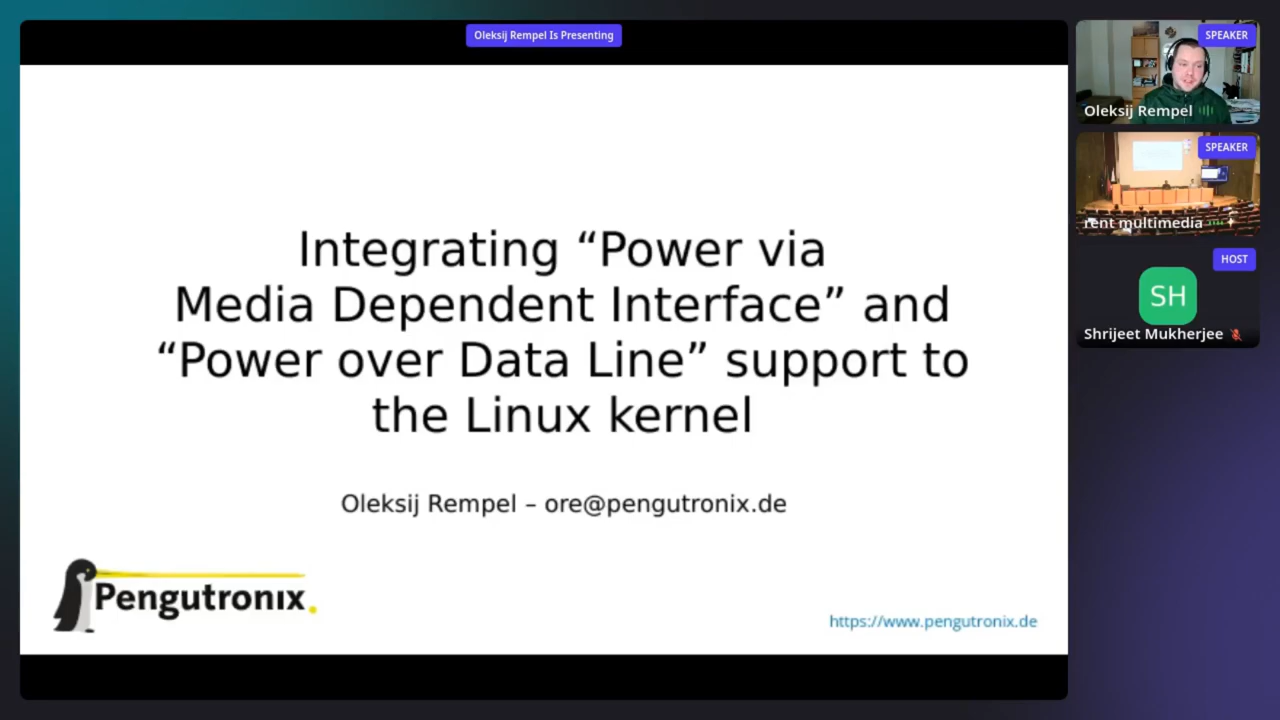 Oleksij Rempel Is Presenting
Integrating “Power via
Media Dependent Interface” and
“Power over Data Line” support to
the Linux kernel
Oleksij Rempel – ore@pengutronix.de
Pengutronix
https://www.pengutronix.de
SPEAKER
Oleksij Rempel
SPEAKER
rent multimedia
HOST
SH
Shrijeet Mukherjee